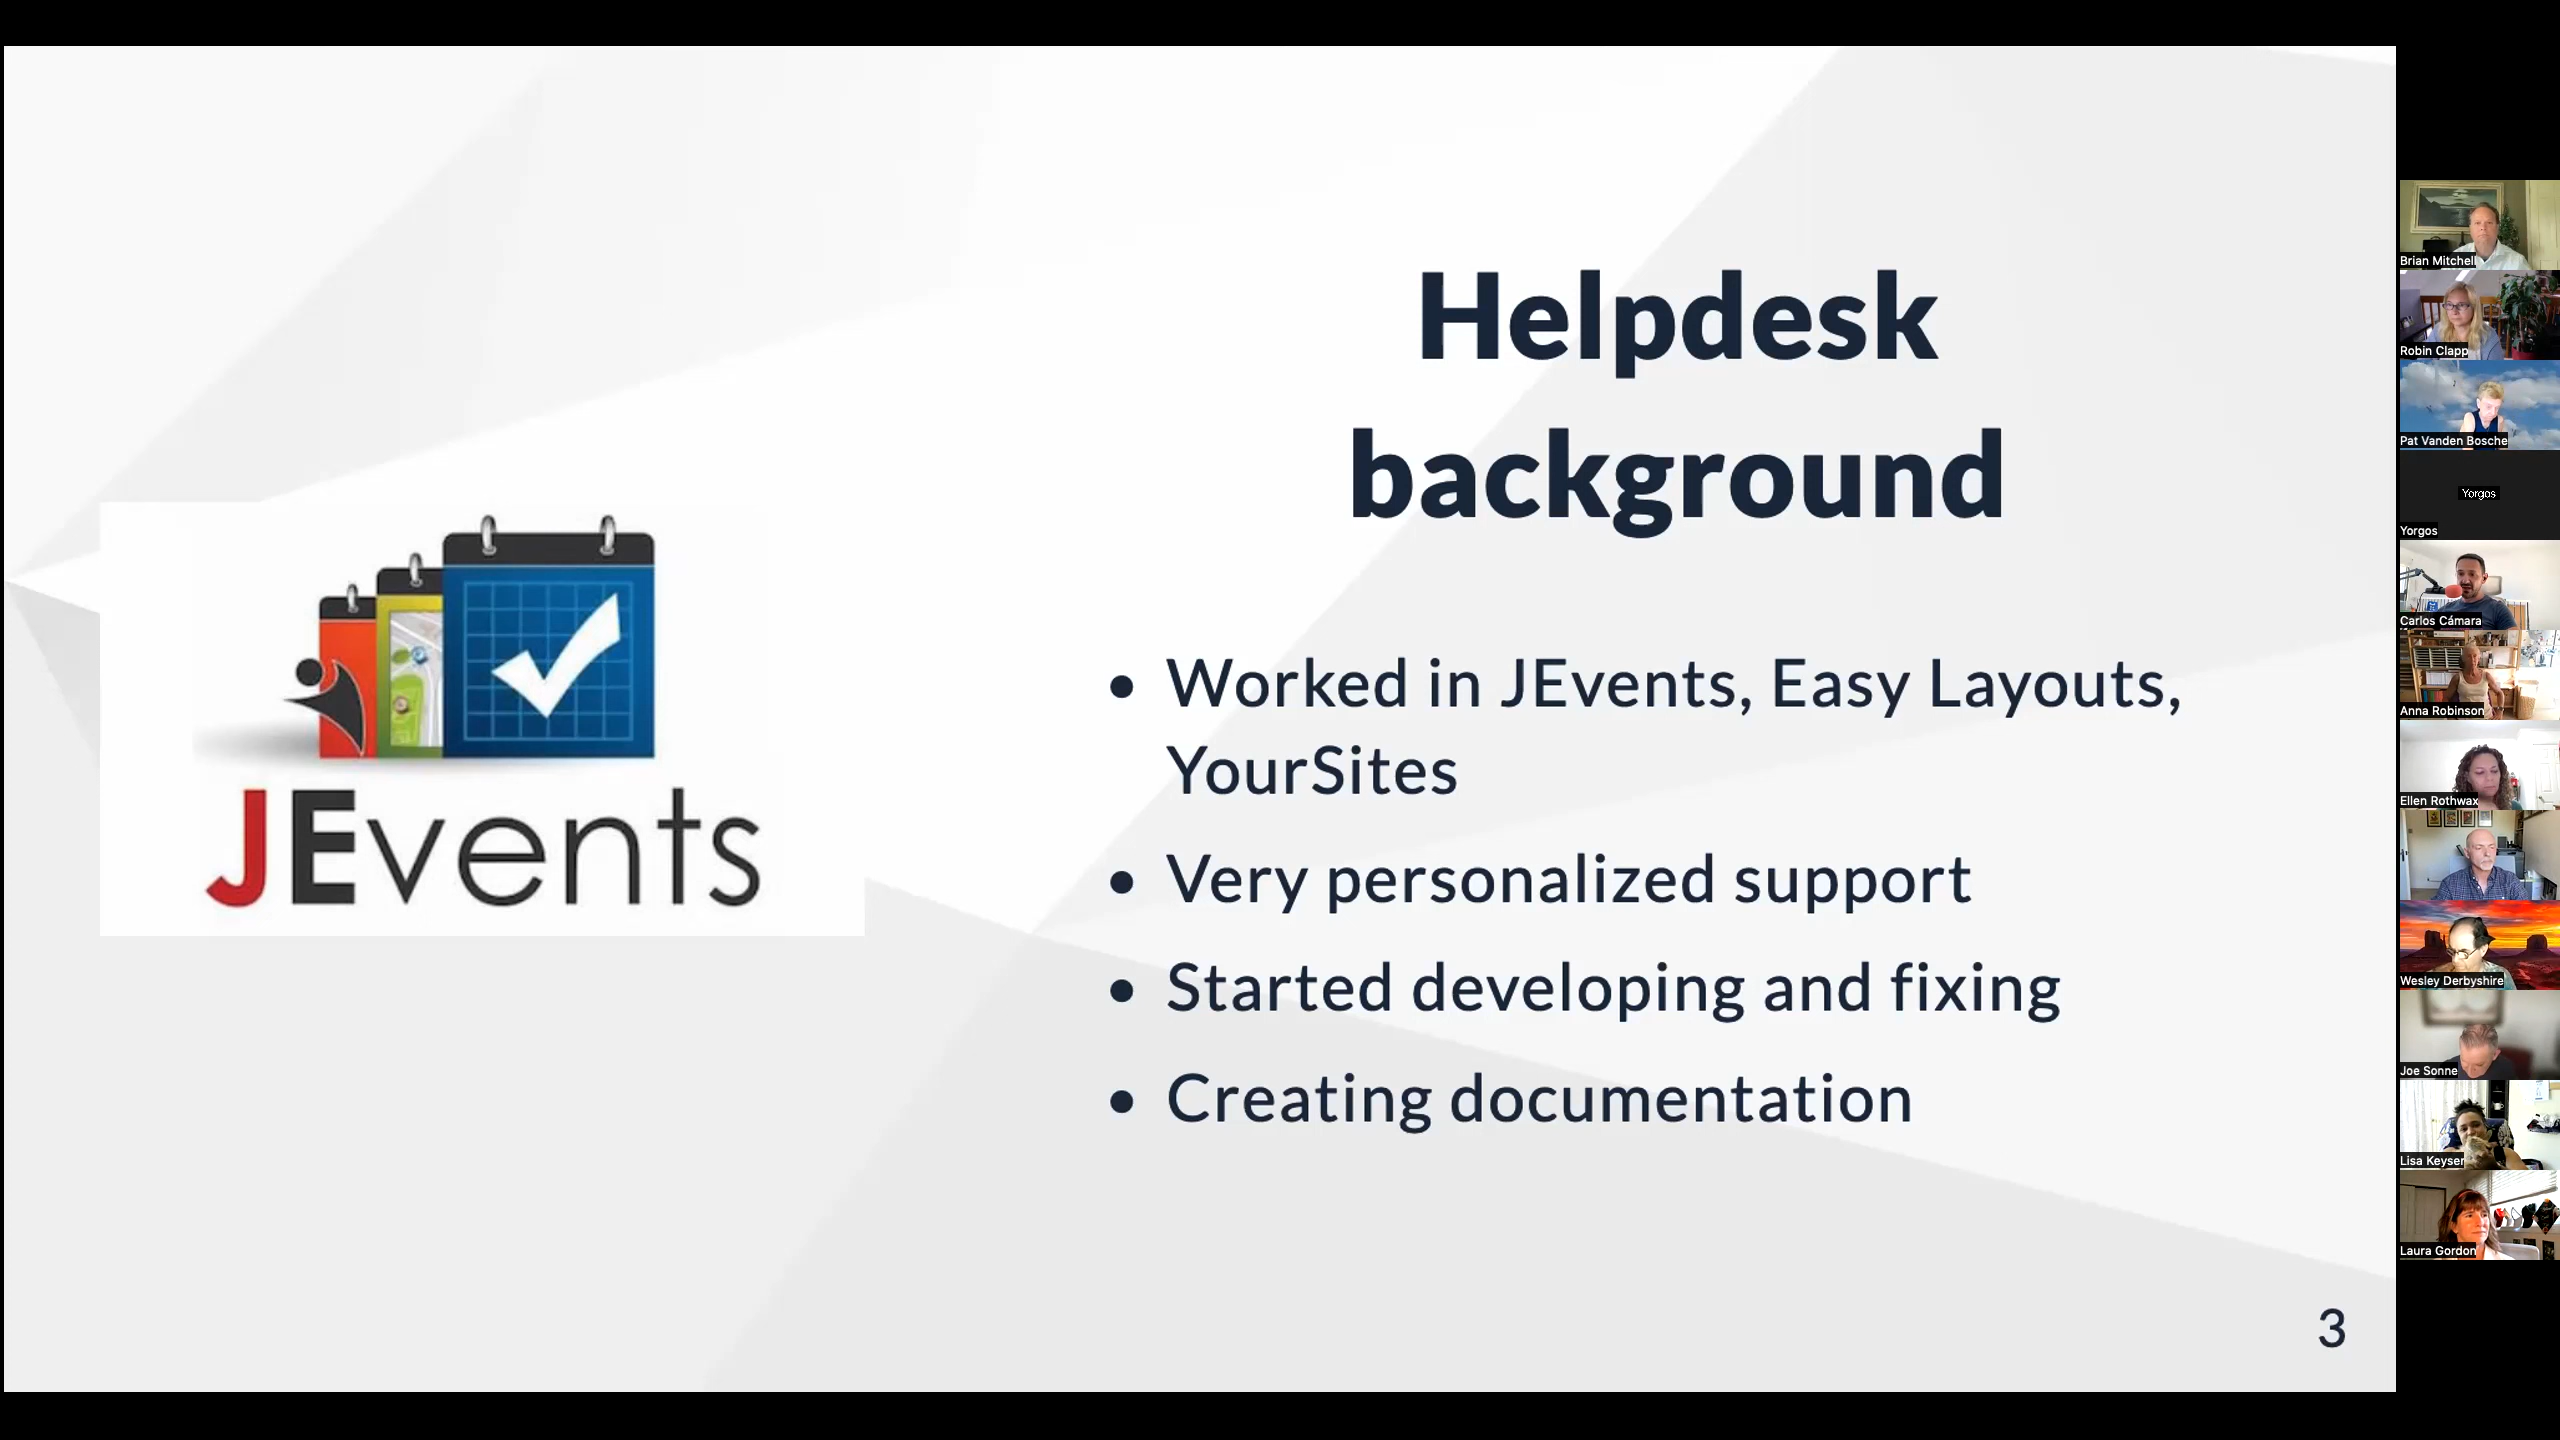 JEvents
Helpdesk
background
• Worked in JEvents, Easy Layouts,
YourSites
• Very personalized support
• Started developing and fixing
• Creating documentation
3
Brian Mitchell
Robin Clapp
Pat Vanden Bosche
Yorgos
Yorgos
Carlos Cámara
Anna Robinson
Ellen Rothwax
Wesley Derbyshire
Joe Sonne
Lisa Keyser
Laura Gordon